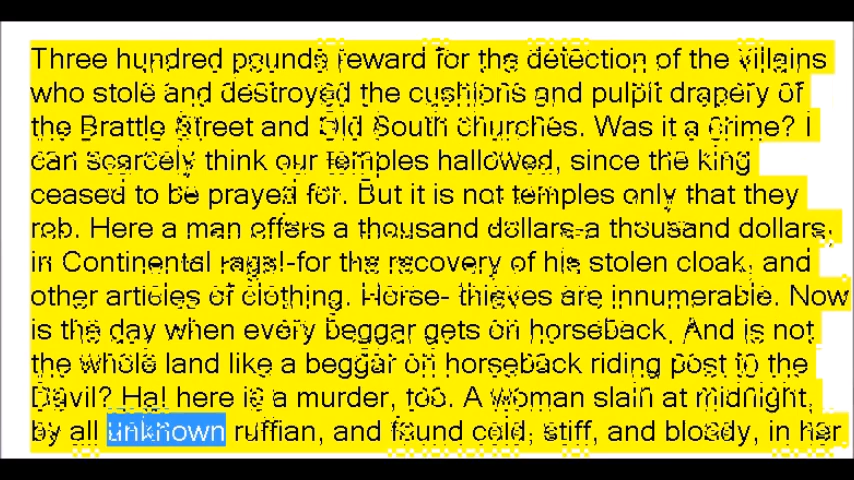 Three hundred pounds reward for the detection of the villains
who stole and destroyed the cushions and pulpit drapery of
the Brattle Street and Old South churches. Was it a crime? I
can scarcely think our temples hallowed, since the king
ceased to be prayed for. But it is not temples only that they
rob. Here a man offers a thousand dollars-a thousand dollars,
in Continental rags!-for the recovery of his stolen cloak, and
other articles of clothing. Horse- thieves are innumerable. Now
is the day when every beggar gets on horseback. And is not
the whole land like a beggar on horseback riding post to the
Davil? Ha! here is a murder, too. A woman slain at midnight,
by all unknown ruffian, and found cold, stiff, and bloody, in her